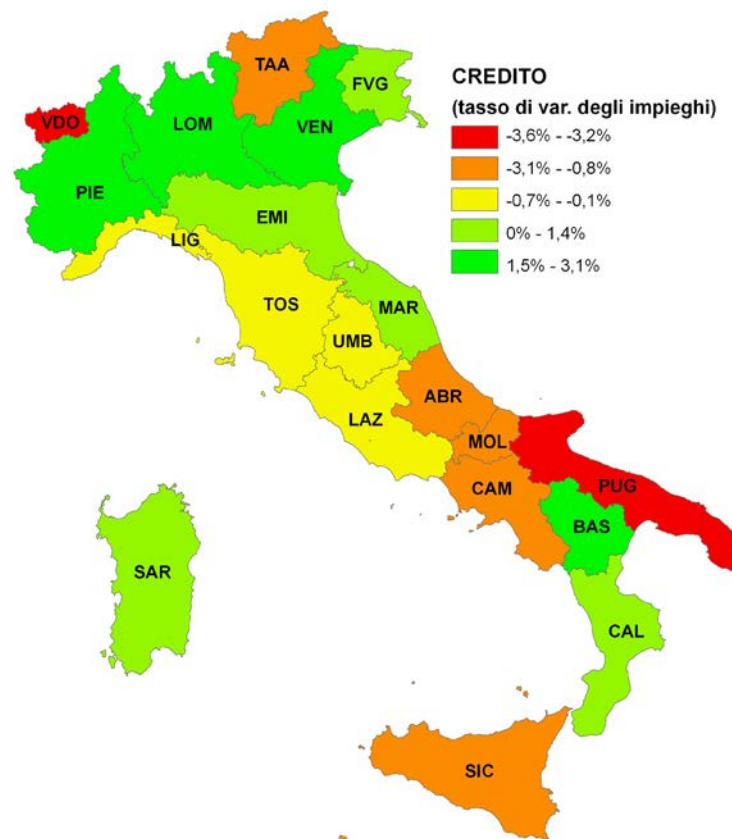 TAA
FVG
CREDITO
(tasso di var. degli impieghi)
-3,6% - -3,2%
-3,1% - -0,8%
-0,7% - -0,1%
0% - 1,4%
1,5% - 3,1%
VDO
LOM
VEN
PIE
EMI
LIG
TOS
MAR
UMB
ABR
LAZ
MOL
CAM
PUG
BAS
SAR
CAL
SIC